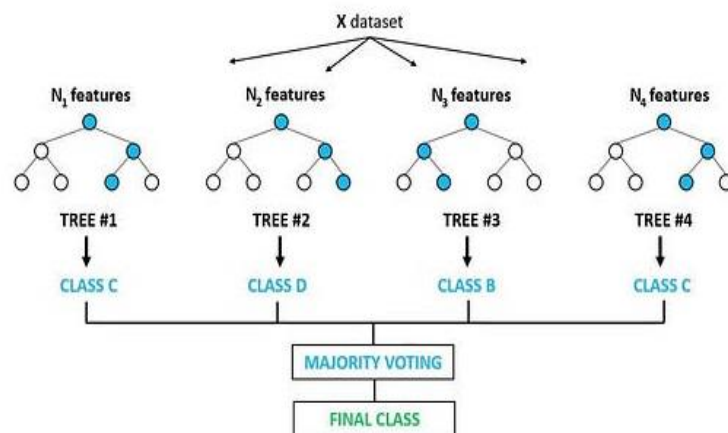 X dataset
N₁ features N₂ features N₃ features N₄ features
TREE #1 TREE #2 TREE #3 TREE #4
CLASS C CLASS D CLASS B CLASS C
MAJORITY VOTING
FINAL CLASS